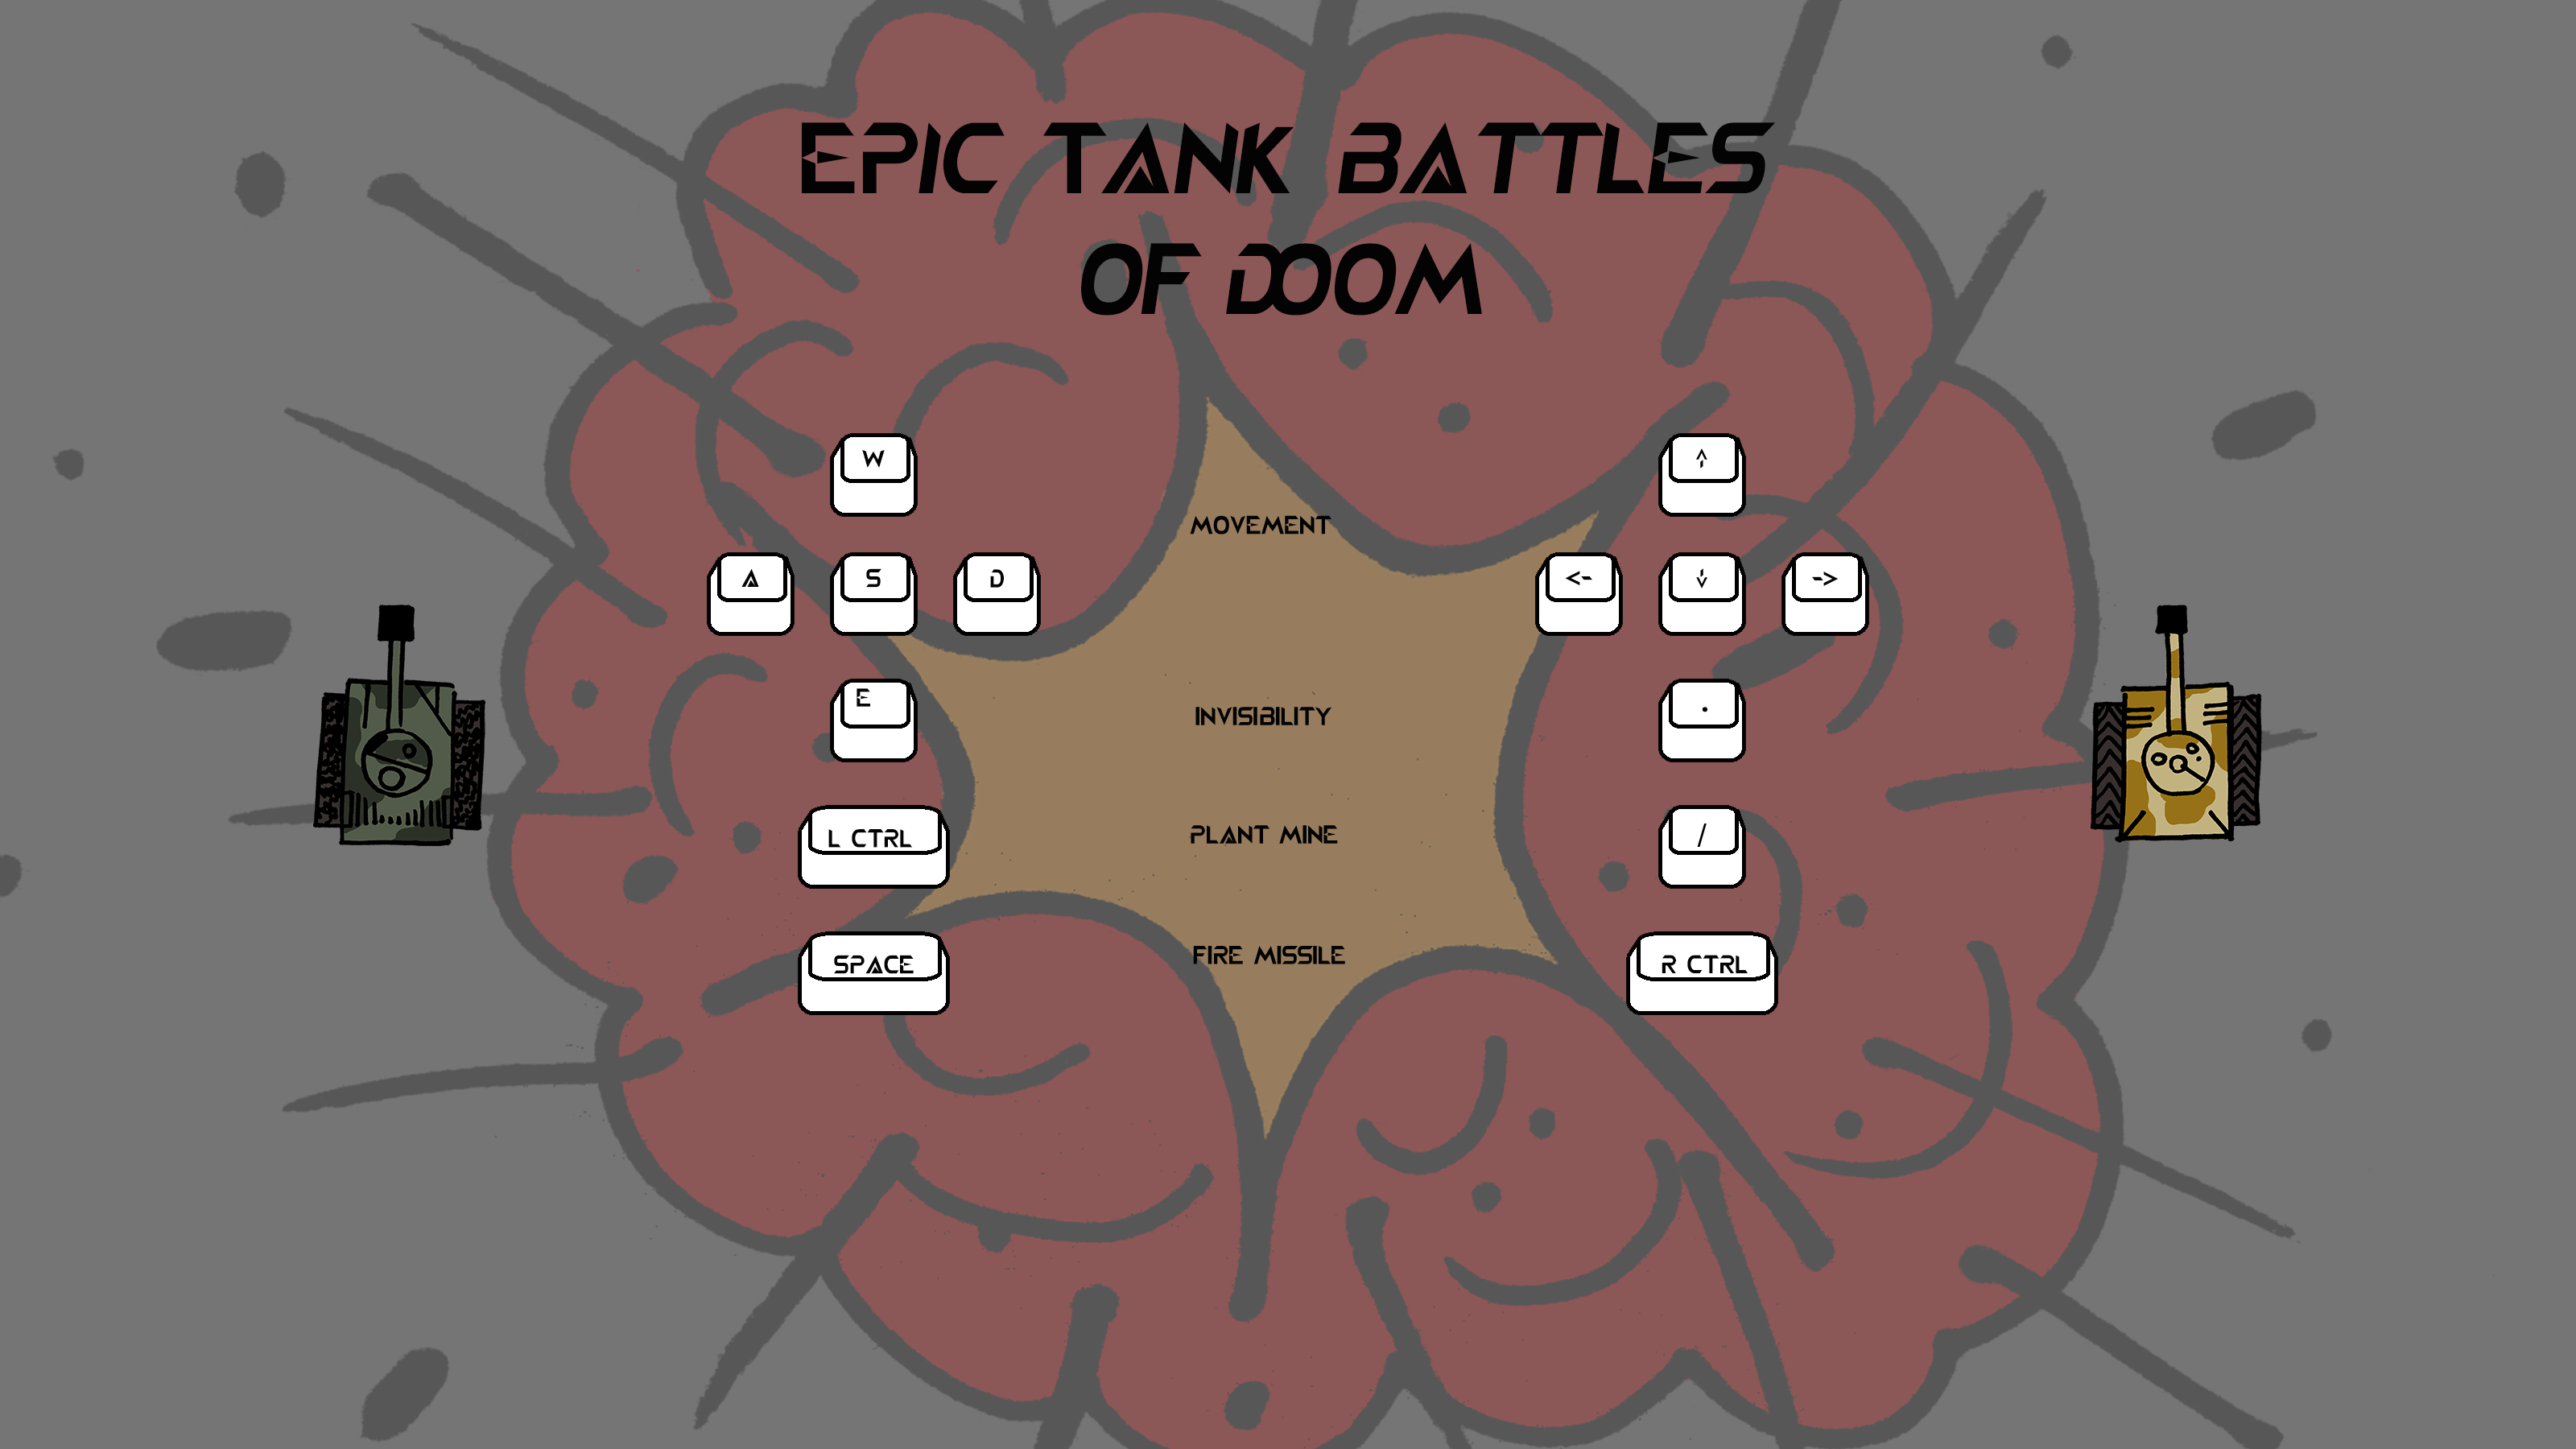 EPIC TANK BATTLES
OF DOOM
W
^
MOVEMENT
A S D
<- ->
E
INVISIBILITY
.
L CTRL
PLANT MINE
/
SPACE
FIRE MISSILE
R CTRL